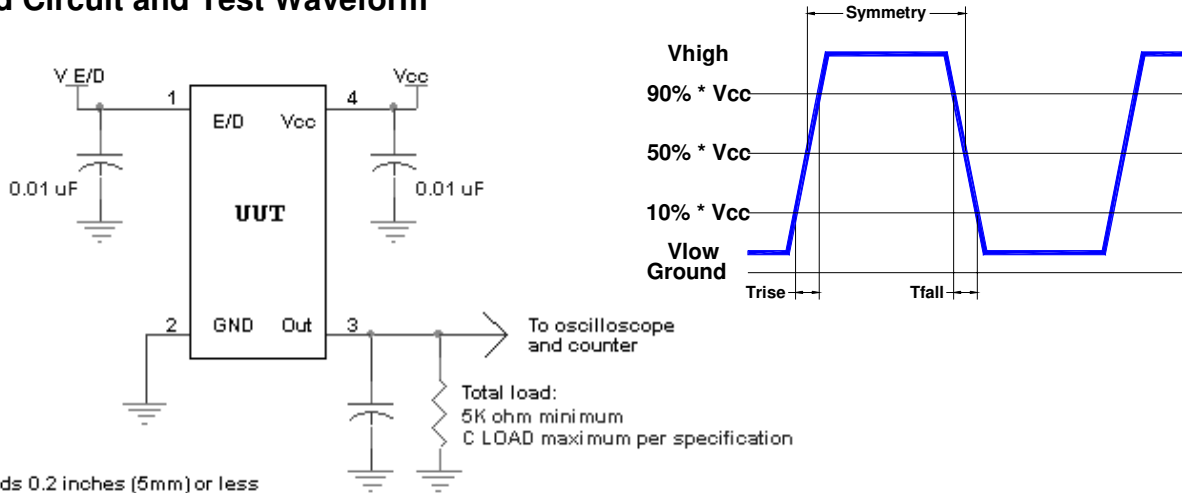 d Circuit and Test Waveform
V E/D
1
4
Vcc
E/D Vcc
0.01 uF
0.01 uF
UUT
2
GND Out
3
To oscilloscope
and counter
Total load:
5K ohm minimum
C LOAD maximum per specification
ds 0.2 inches (5mm) or less
Symmetry
Vhigh
90% * Vcc
50% * Vcc
10% * Vcc
Vlow
Ground
Trise
Tfall